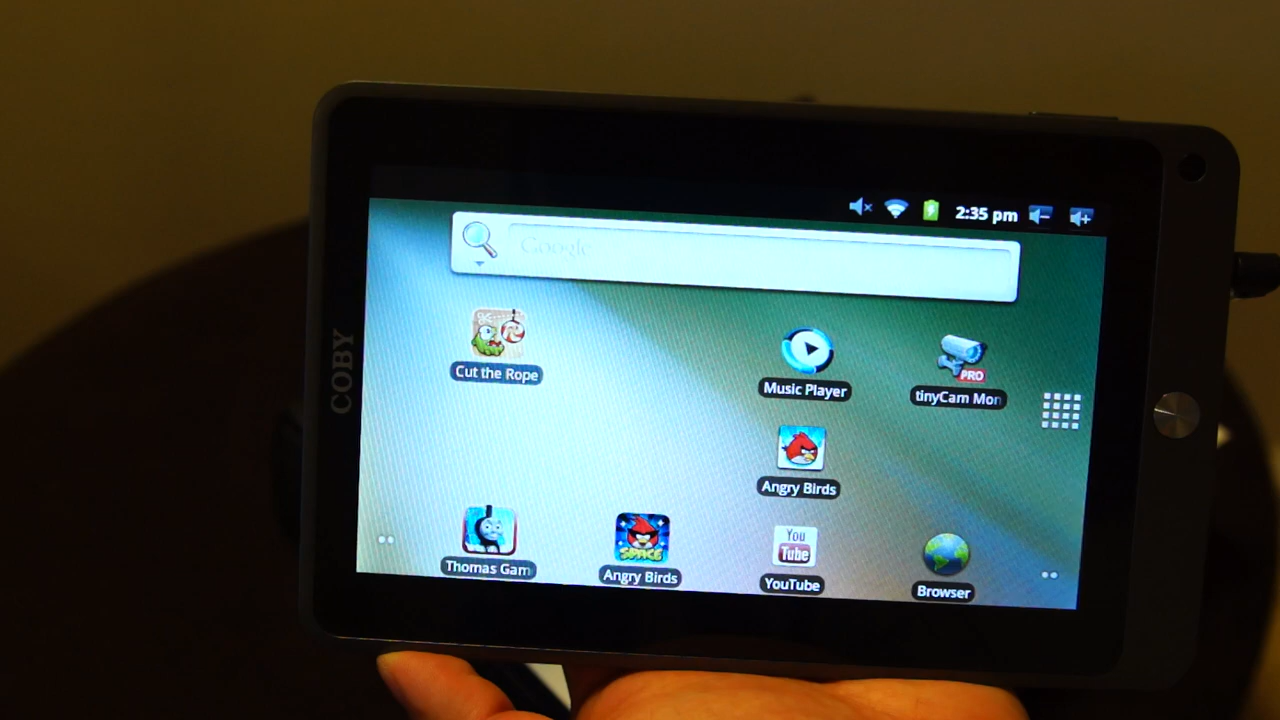 COBY
2:35 pm
Google
Cut the Rope
Music Player
PRO
tinyCam Mon
Angry Birds
Thomas Gam
SPACE
Angry Birds
You
Tube
YouTube
Browser